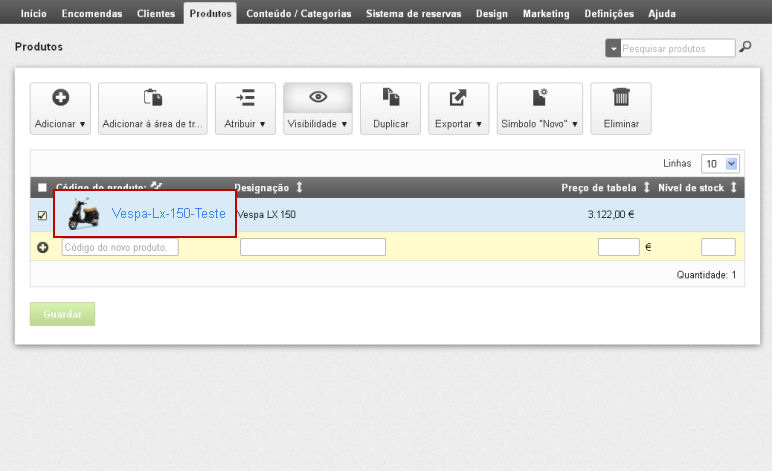 Início Encomendas Clientes Produtos Conteúdo / Categorias Sistema de reservas Design Marketing Definições Ajuda
Produtos
Pesquisar produtos
Adicionar Adicionar á área de tr... Atribuir Visibilidade Duplicar Exportar Símbolo "Novo" Eliminar
Linhas 10
Código do produto: Designação Preço de tabela Nível de stock
Vespa-Lx-150-Teste Vespa LX 150 3.122,00 €
Código do novo produto. €
Quantidade: 1
Guardar